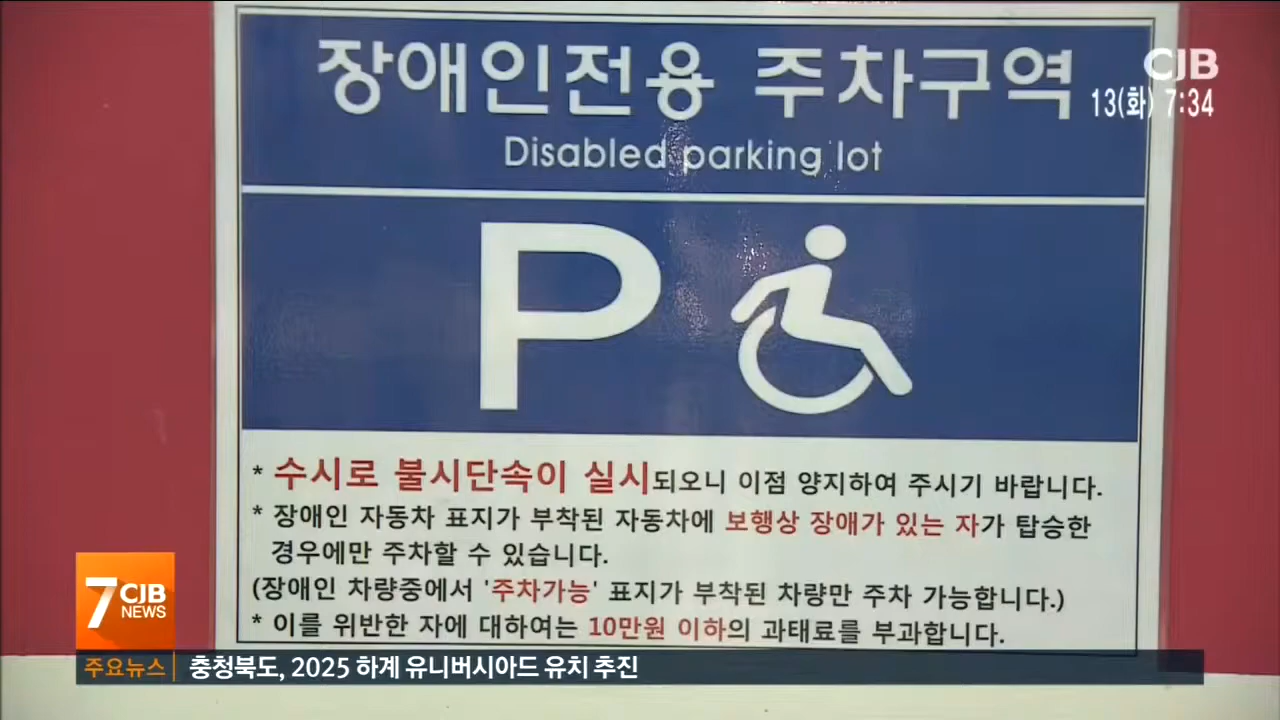 장애인전용 주차구역
CJB
13(화) 7:34
Disabled parking lot
P
* 수시로 불시단속이 실시되오니 이점 양지하여 주시기 바랍니다.
* 장애인 자동차 표지가 부착된 자동차에 보행상 장애가 있는 자가 탑승한
경우에만 주차할 수 있습니다.
(장애인 차량중에서 '주차가능' 표지가 부착된 차량만 주차 가능합니다.)
* 이를 위반한 자에 대하여는 10만원 이하의 과태료를 부과합니다.
7 CJB
NEWS
주요뉴스 충청북도, 2025 하계 유니버시아드 유치 추진